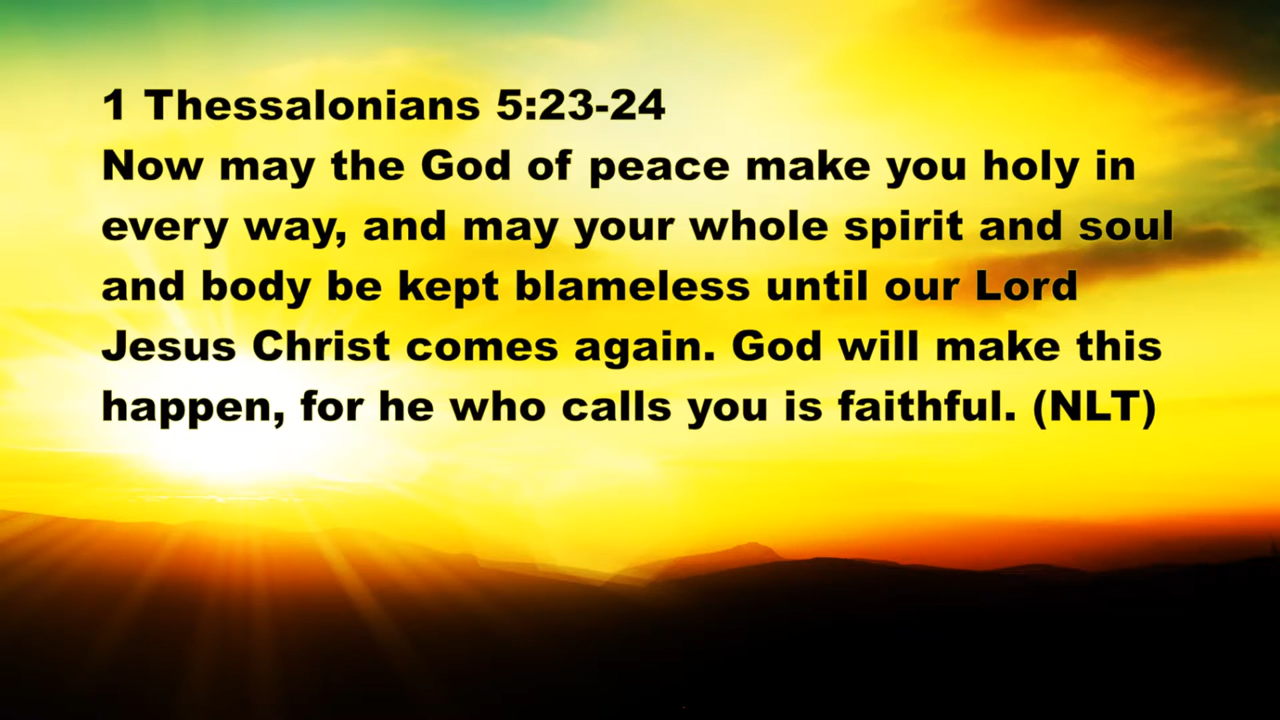 1 Thessalonians 5:23-24
Now may the God of peace make you holy in
every way, and may your whole spirit and soul
and body be kept blameless until our Lord
Jesus Christ comes again. God will make this
happen, for he who calls you is faithful. (NLT)